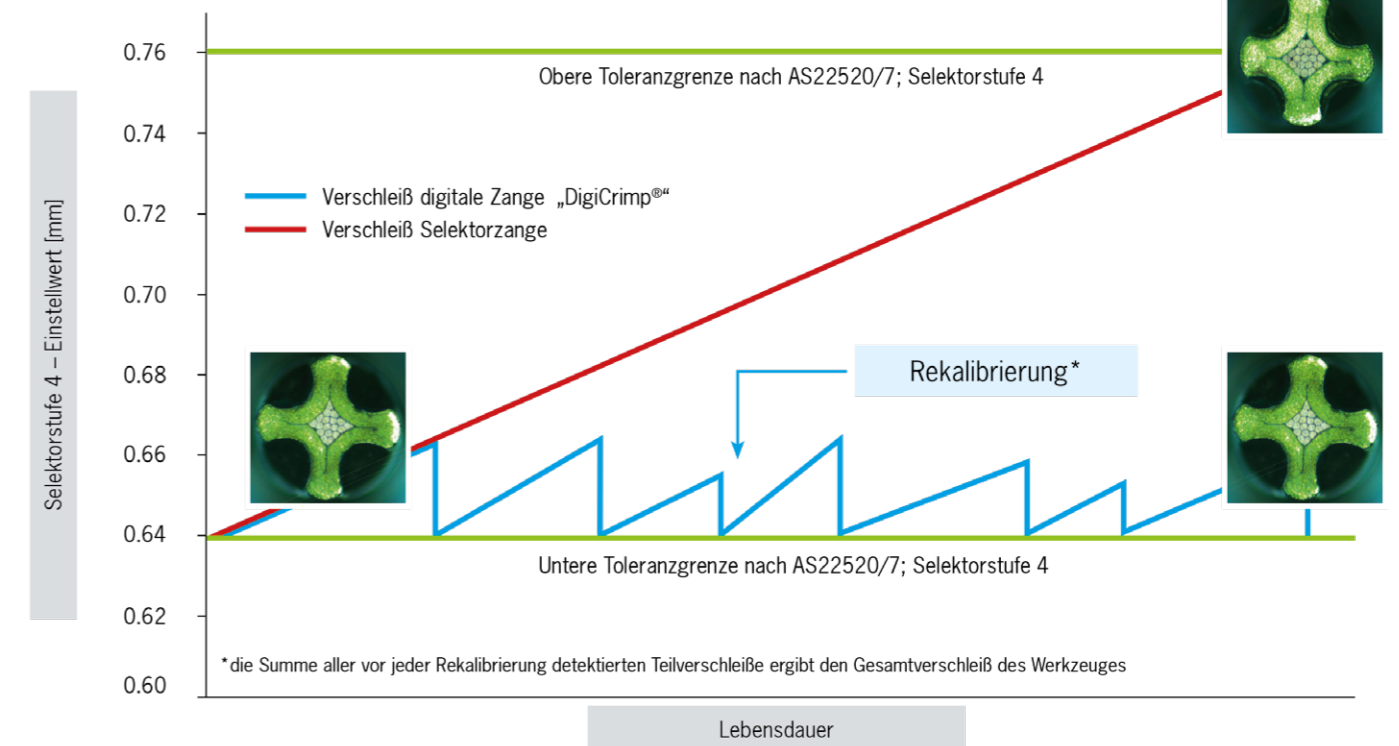 0.76
Obere Toleranzgrenze nach AS22520/7; Selektorstufe 4
0.74
0.72
Verschleiß digitale Zange „DigiCrimp®“
Verschleiß Selektorzange
0.70
0.68
Rekalibrierung*
0.66
0.64
Untere Toleranzgrenze nach AS22520/7; Selektorstufe 4
0.62
*die Summe aller vor jeder Rekalibrierung detektierten Teilverschleiße ergibt den Gesamtverschleiß des Werkzeuges
0.60
Selektorstufe 4 – Einstellwert [mm]
Lebensdauer